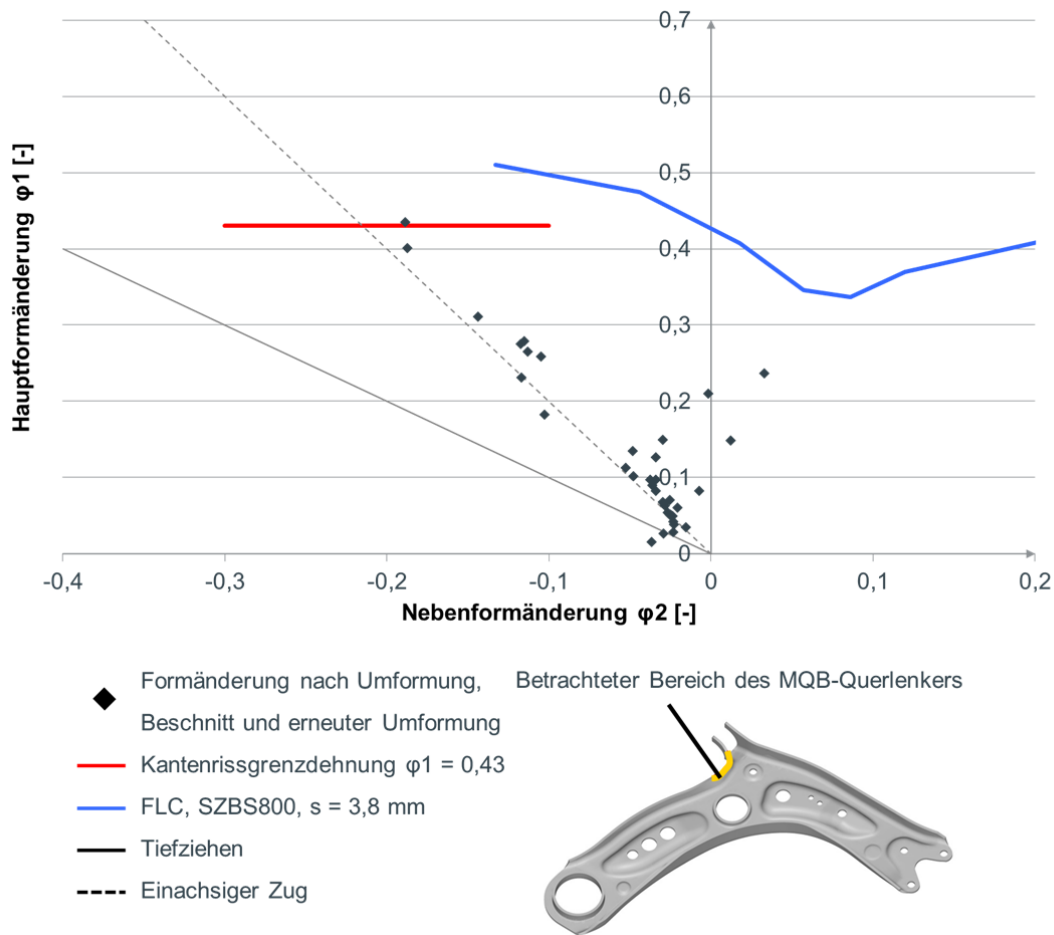 0,7
0,6
0,5
0,4
0,3
0,2
0,1
0
-0,4 -0,3 -0,2 -0,1 0 0,1 0,2
Hauptformänderung φ1 [-]
Nebenformänderung φ2 [-]
Formänderung nach Umformung,
Beschnitt und erneuter Umformung
Kantenrissgrenzdehnung φ1 = 0,43
FLC, SZBS800, s = 3,8 mm
Tiefziehen
Einachsiger Zug
Betrachteter Bereich des MQB-Querlenkers